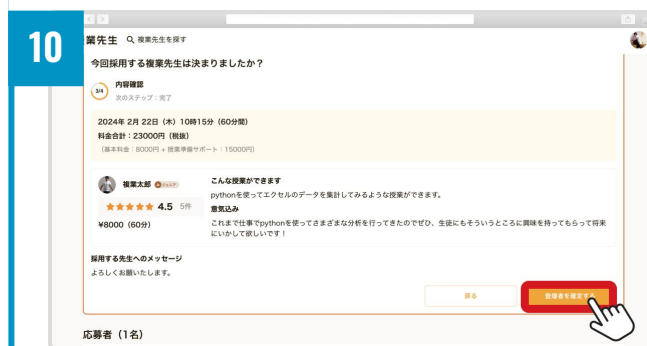 10
業先生 複業先生を探す
今回採用する複業先生は決まりましたか？
3/4 内容確認
次のステップ：完了
2024年 2月 22日（木）10時15分（60分間）
料金合計：23000円（税抜）
（基本料金：8000円 + 授業準備サポート：15000円）
複業太郎
4.5 5件
¥8000（60分）
こんな授業ができます
pythonを使ってエクセルのデータを集計してみるような授業ができます。
意気込み
これまで仕事でpythonを使ってさまざまな分析を行ってきたのでぜひ、生徒にもそういうところに興味を持ってもらって将来
にいかして欲しいです！
採用する先生へのメッセージ
よろしくお願いいたします。
戻る
登壇者を確定する
応募者（1名）